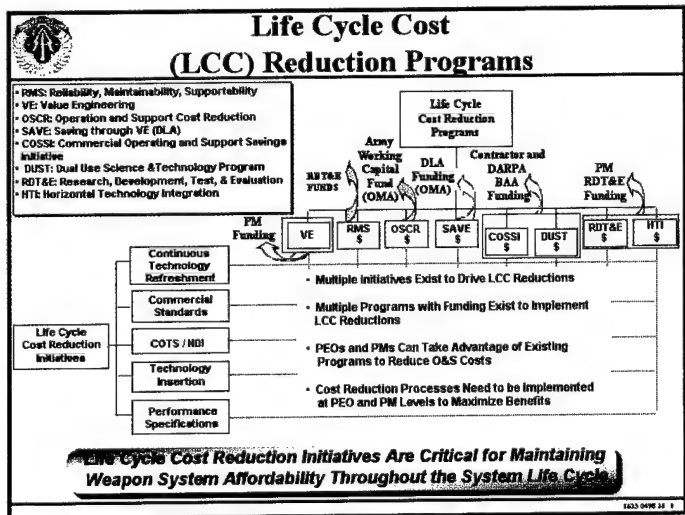 Life Cycle Cost
(LCC) Reduction Programs
• RMS: Reliability, Maintainability, Supportability
• VE: Value Engineering
• OSCR: Operation and Support Cost Reduction
• SAVE: Saving through VE (DLA)
• COSSI: Commercial Operating and Support Savings
Initiative
• DUST: Dual Use Science &Technology Program
• RDT&E: Research, Development, Test, & Evaluation
• HTI: Horizontal Technology Integration
Life Cycle
Cost Reduction
Programs
RDT&E
FUNDS
Army
Working
Capital
Fund
(OMA)
DLA
Funding
(OMA)
Contractor and
DARPA
BAA
Funding
PM
RDT&E
Funding
PM
Funding
VE
RMS
$
OSCR
$
SAVE
$
COSSI
$
DUST
$
RDT&E
$
HTI
$
Life Cycle
Cost Reduction
Initiatives
Continuous
Technology
Refreshment
Commercial
Standards
COTS / NDI
Technology
Insertion
Performance
Specifications
• Multiple Initiatives Exist to Drive LCC Reductions
• Multiple Programs with Funding Exist to Implement
LCC Reductions
• PEOs and PMs Can Take Advantage of Existing
Programs to Reduce O&S Costs
• Cost Reduction Processes Need to be Implemented
at PEO and PM Levels to Maximize Benefits
Life Cycle Cost Reduction Initiatives Are Critical for Maintaining
Weapon System Affordability Throughout the System Life Cycle